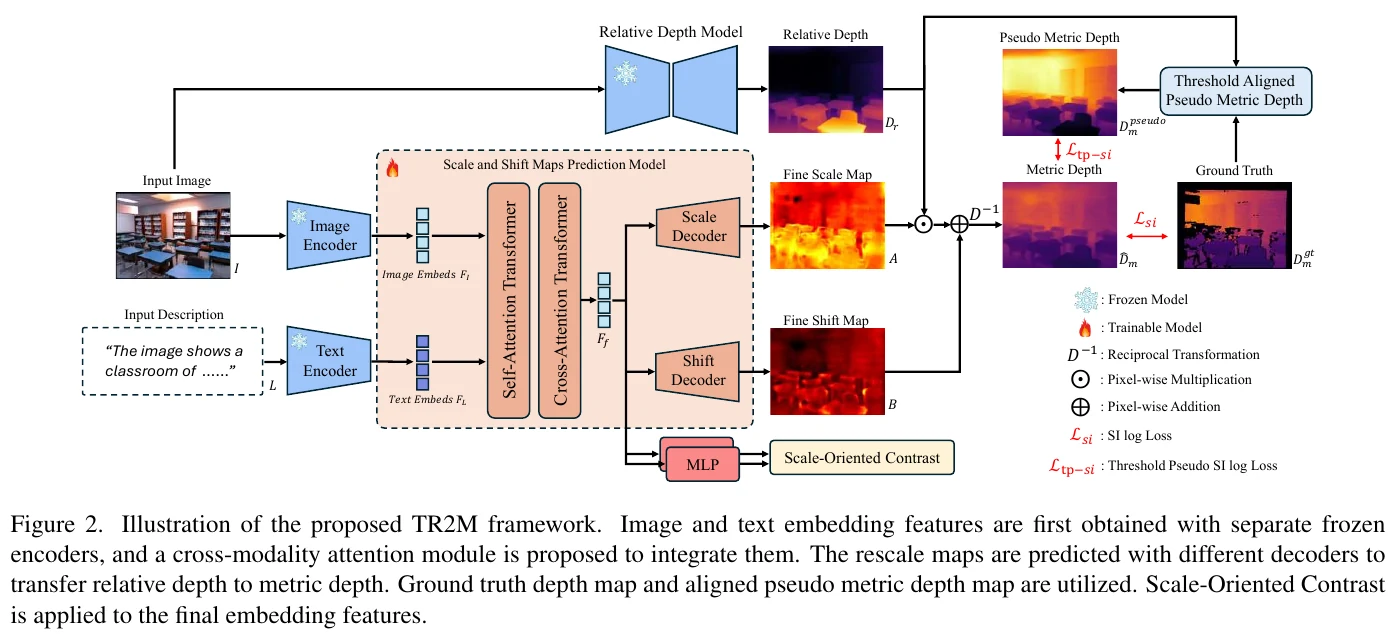 Relative Depth Model
Relative Depth
D_r
Pseudo Metric Depth
D_m^{pseudo}
Threshold Aligned
Pseudo Metric Depth
ℒ_{tp−si}
Input Image
I
Scale and Shift Maps Prediction Model
Image
Encoder
Image Embeds F_I
Self-Attention Transformer
Cross-Attention Transformer
F_f
Scale
Decoder
Fine Scale Map
A
D^{−1}
Metric Depth
D̂_m
ℒ_{si}
Ground Truth
D_m^{gt}
Input Description
“The image shows a
classroom of ……”
L
Text
Encoder
Text Embeds F_L
Shift
Decoder
Fine Shift Map
B
MLP
Scale-Oriented Contrast
: Frozen Model
: Trainable Model
D^{−1} : Reciprocal Transformation
⊙ : Pixel-wise Multiplication
⊕ : Pixel-wise Addition
ℒ_{si} : SI log Loss
ℒ_{tp−si} : Threshold Pseudo SI log Loss
Figure 2. Illustration of the proposed TR2M framework. Image and text embedding features are first obtained with separate frozen
encoders, and a cross-modality attention module is proposed to integrate them. The rescale maps are predicted with different decoders to
transfer relative depth to metric depth. Ground truth depth map and aligned pseudo metric depth map are utilized. Scale-Oriented Contrast
is applied to the final embedding features.